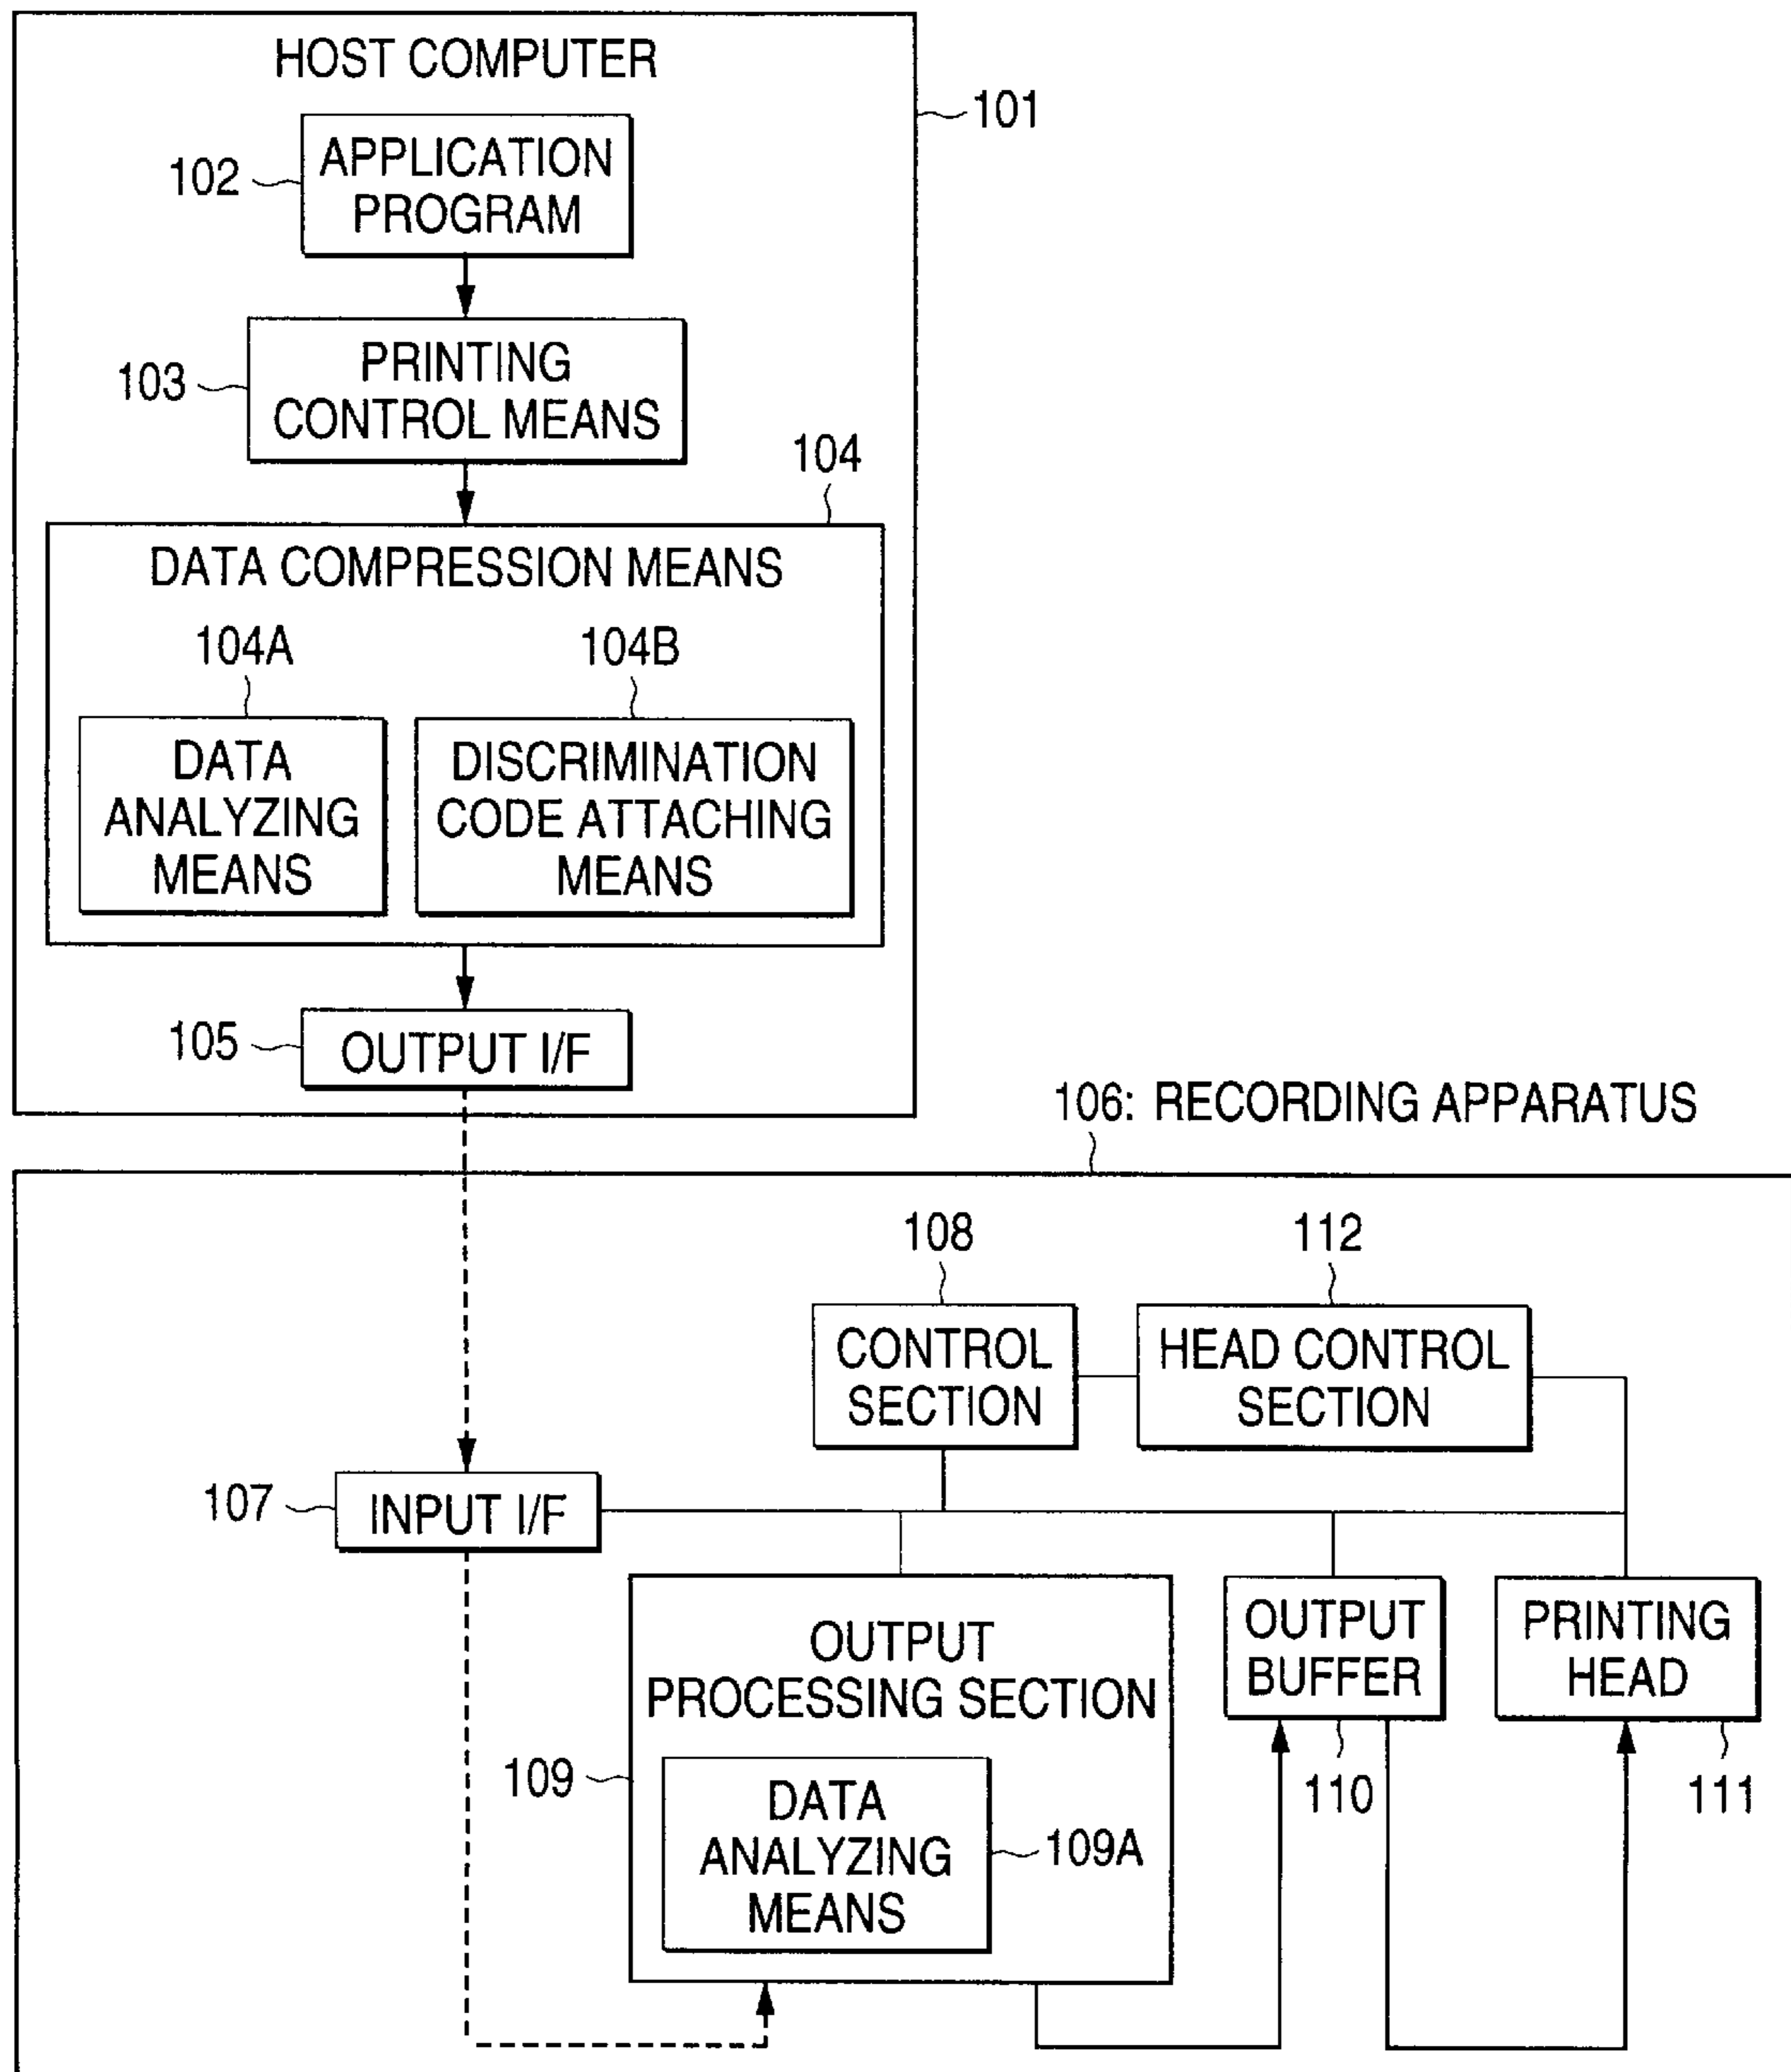 HOST COMPUTER
101
102
APPLICATION
PROGRAM
103
PRINTING
CONTROL MEANS
104
DATA COMPRESSION MEANS
104A
104B
DATA
ANALYZING
MEANS
DISCRIMINATION
CODE ATTACHING
MEANS
105
OUTPUT I/F
106: RECORDING APPARATUS
108
112
CONTROL
SECTION
HEAD CONTROL
SECTION
107
INPUT I/F
OUTPUT
PROCESSING SECTION
OUTPUT
BUFFER
PRINTING
HEAD
109
110
111
DATA
ANALYZING
MEANS
109A